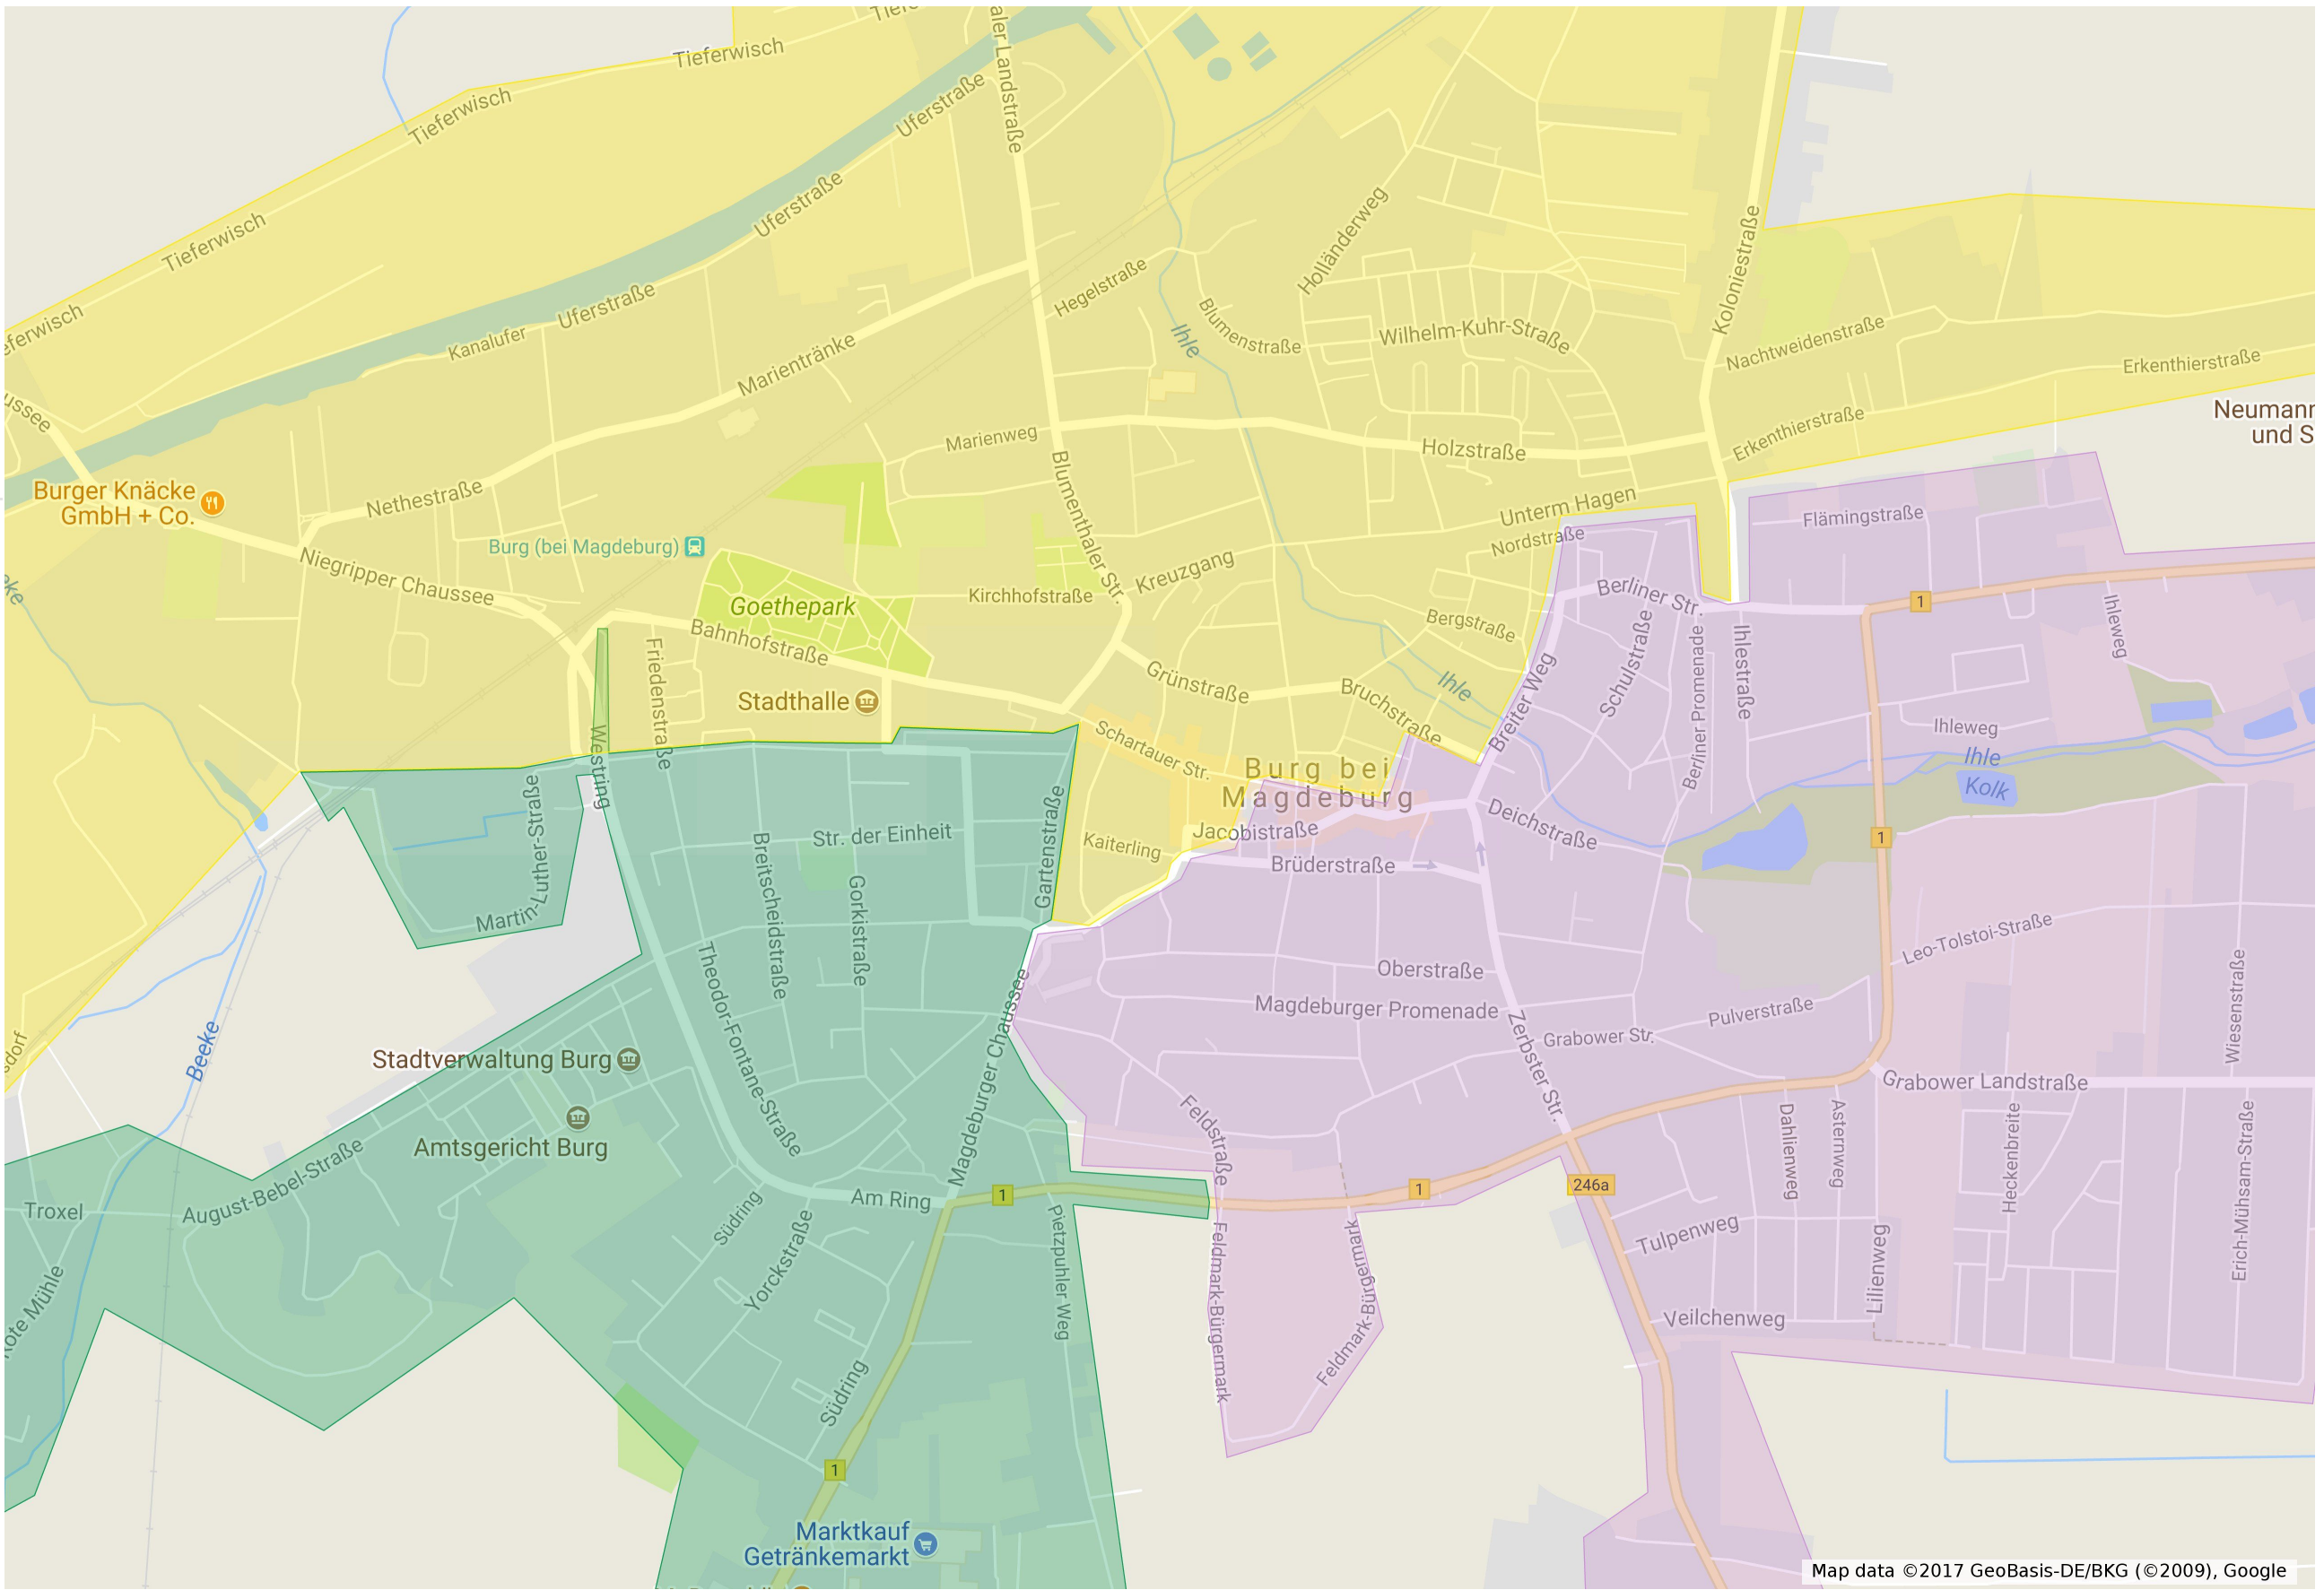 Tieferwisch
Tieferwisch
Tieferwisch
Uferstraße
Uferstraße
Uferstraße
Kanalufer
Marientränke
Hegelstraße
Holländerweg
Ihle
Blumenstraße
Wilhelm-Kuhr-Straße
Koloniestraße
Nachtweidenstraße
Erkenthierstraße
Erkenthierstraße
Marienweg
Holzstraße
Burger Knäcke
GmbH + Co.
Nethestraße
Niegripper Chaussee
Burg (bei Magdeburg)
Blumenthaler Str.
Unterm Hagen
Nordstraße
Flämingstraße
Kreuzgang
Kirchhofstraße
Goethepark
Bahnhofstraße
Friedenstraße
Stadthalle
Grünstraße
Bergstraße
Ihle
Bruchstraße
Breiter Weg
Berliner Str.
Schulstraße
Berliner Promenade
Ihlestraße
1
Ihleweg
Ihleweg
Ihle
Kolk
Westring
Schartauer Str.
Burg bei
Magdeburg
Jacobistraße
Kaiterling
Brüderstraße
Deichstraße
1
Martin-Luther-Straße
Str. der Einheit
Breitscheidstraße
Gorkistraße
Gartenstraße
Theodor-Fontane-Straße
Magdeburger Chaussee
Oberstraße
Magdeburger Promenade
Zerbster Str.
Grabower Str.
Pulverstraße
Leo-Tolstoi-Straße
Wiesenstraße
Grabower Landstraße
Beeke
Stadtverwaltung Burg
Amtsgericht Burg
Feldstraße
Dahlienweg
Asternweg
Heckenbreite
Erich-Mühsam-Straße
Troxel
August-Bebel-Straße
Südring
Am Ring
1
1
246a
Yorckstraße
Pietzpuhler Weg
Feldmark-Bürgermark
Feldmark-Bürgermark
Tulpenweg
Lilienweg
Veilchenweg
Südring
1
Marktkauf
Getränkemarkt
Map data ©2017 GeoBasis-DE/BKG (©2009), Google